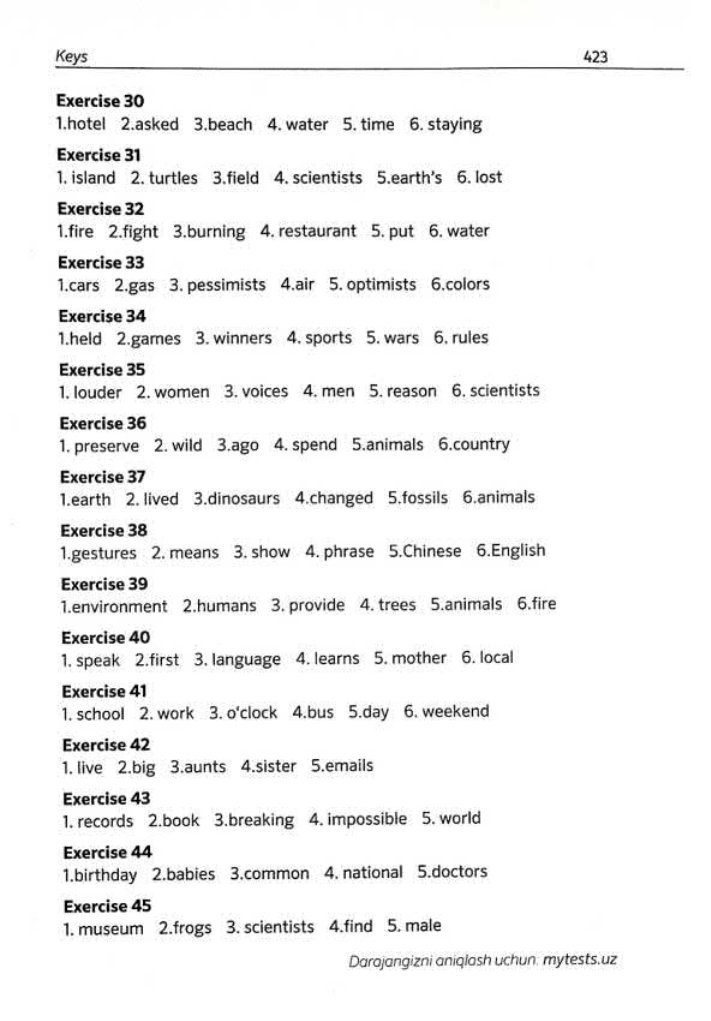 Keys 423
Exercise 30
1.hotel 2.asked 3.beach 4. water 5. time 6. staying
Exercise 31
1. island 2. turtles 3.field 4. scientists 5.earth's 6. lost
Exercise 32
1.fire 2.fight 3.burning 4. restaurant 5. put 6. water
Exercise 33
1.cars 2.gas 3. pessimists 4.air 5. optimists 6.colors
Exercise 34
1.held 2.games 3. winners 4. sports 5. wars 6. rules
Exercise 35
1. louder 2. women 3. voices 4. men 5. reason 6. scientists
Exercise 36
1. preserve 2. wild 3.ago 4. spend 5.animals 6.country
Exercise 37
1.earth 2. lived 3.dinosaurs 4.changed 5.fossils 6.animals
Exercise 38
1.gestures 2. means 3. show 4. phrase 5.Chinese 6.English
Exercise 39
1.environment 2.humans 3. provide 4. trees 5.animals 6.fire
Exercise 40
1. speak 2.first 3. language 4. learns 5. mother 6. local
Exercise 41
1. school 2. work 3. o'clock 4.bus 5.day 6. weekend
Exercise 42
1. live 2.big 3.aunts 4.sister 5.emails
Exercise 43
1. records 2.book 3.breaking 4. impossible 5. world
Exercise 44
1.birthday 2.babies 3.common 4. national 5.doctors
Exercise 45
1. museum 2.frogs 3. scientists 4.find 5. male
Darajangizni aniqlash uchun: mytests.uz